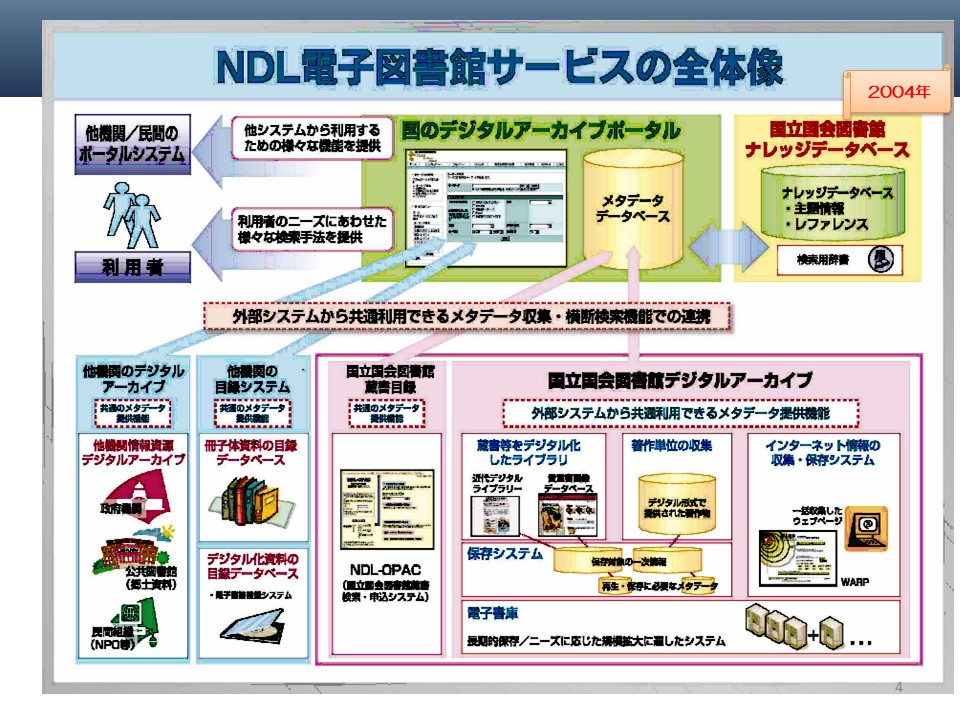 NDL電子図書館サービスの全体像
2004年
他機関／民間の
ポータルシステム
利用者
他システムから利用する
ための様々な機能を提供
利用者のニーズにあわせた
様々な検索手法を提供
国のデジタルアーカイブポータル
メタデータ
データベース
国立国会図書館
ナレッジデータベース
ナレッジデータベース
・主題情報
・レファレンス
検索用辞書
外部システムから共通利用できるメタデータ収集・横断検索機能での連携
他機関のデジタル
アーカイブ
共通のメタデータ
提供機能
他機関情報資源
デジタルアーカイブ
政府機関
公共図書館
（郷土資料）
民間組織
（NPO等）
他機関の
目録システム
共通のメタデータ
提供機能
冊子体資料の目録
データベース
デジタル化資料の
目録データベース
国立国会図書館
蔵書目録
共通のメタデータ
提供機能
NDL-OPAC
NDL-OPAC
（国立国会図書館蔵書
検索・申込システム）
国立国会図書館デジタルアーカイブ
外部システムから共通利用できるメタデータ提供機能
蔵書等をデジタル化
したライブラリ
近代デジタル
ライブラリー
貴重書画像
データベース
著作単位の収集
デジタル形式で
提供された著作物
インターネット情報の
収集・保存システム
一括収集した
ウェブページ
WARP
保存システム
保存対象の一次情報
再生・保存に必要なメタデータ
電子書庫
長期的保存／ニーズに応じた規模拡大に適したシステム
+
...
4